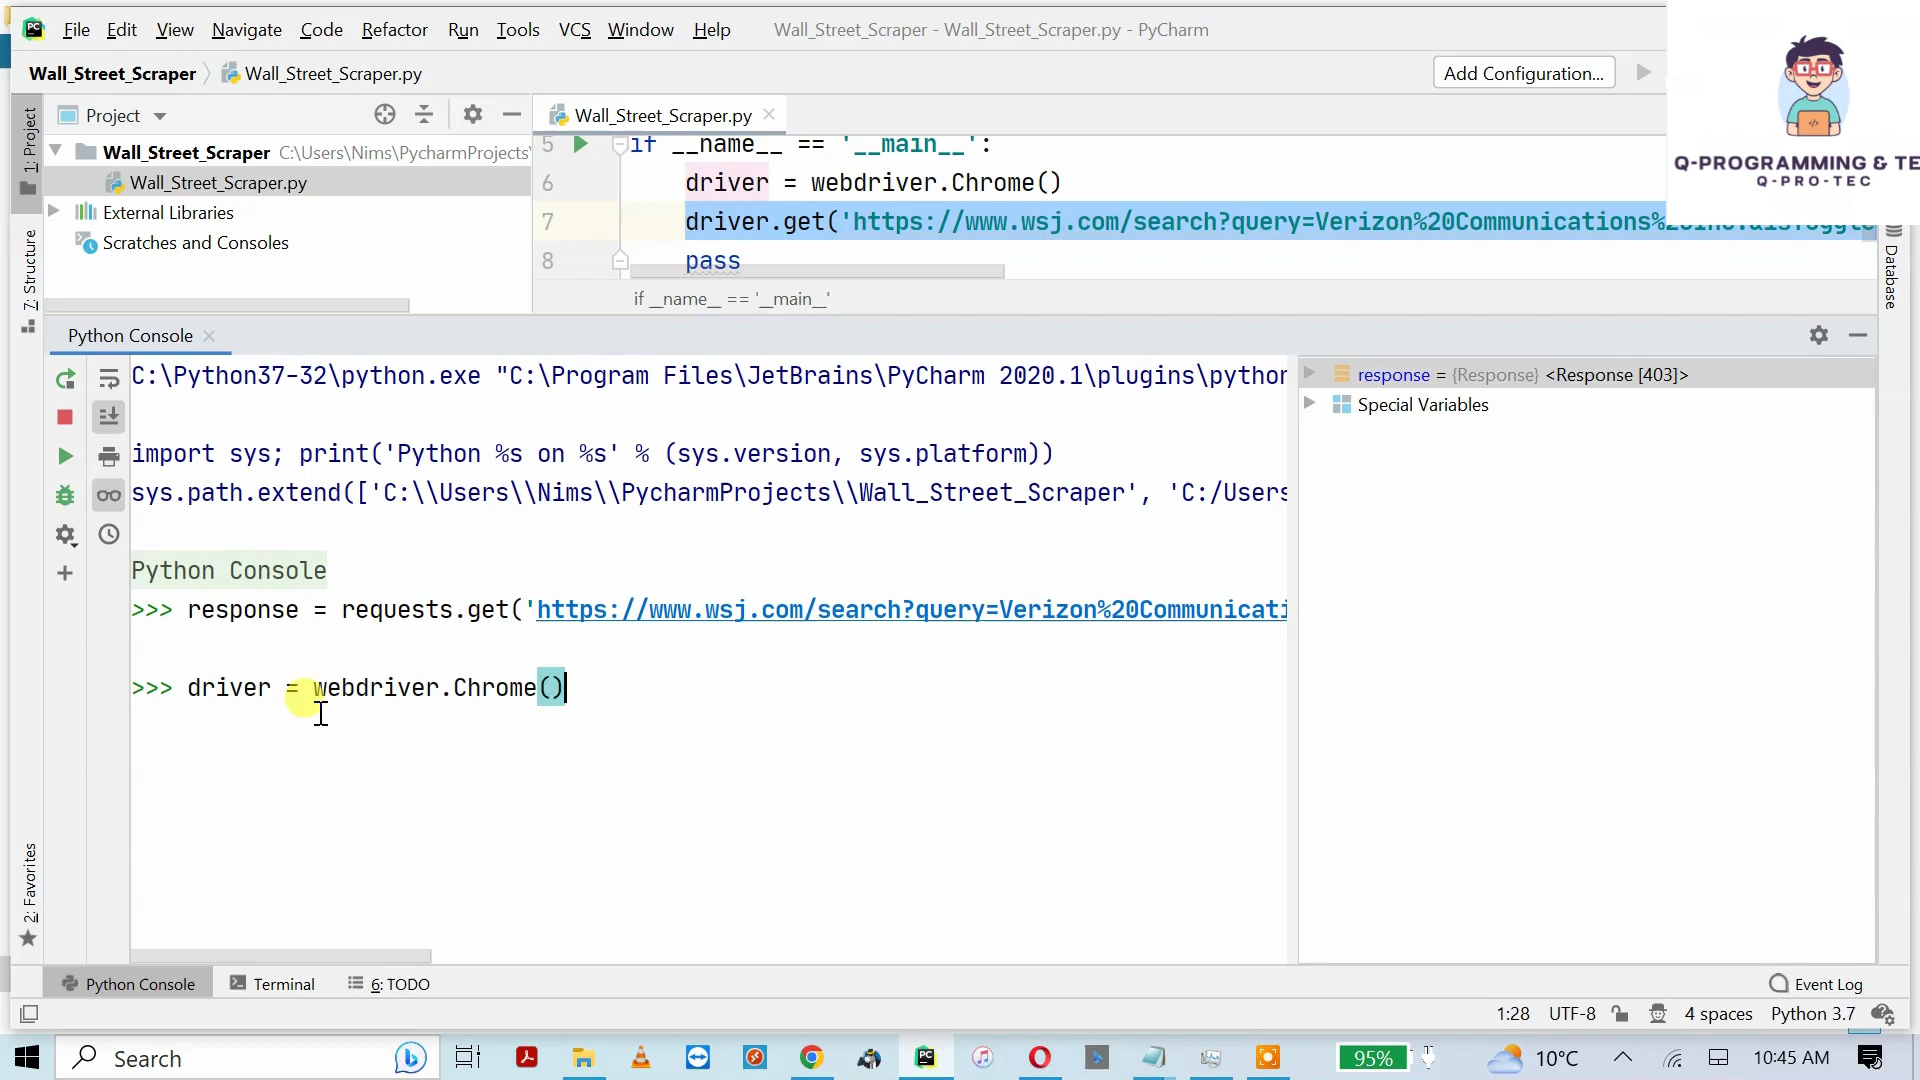 File Edit View Navigate Code Refactor Run Tools VCS Window Help Wall_Street_Scraper - Wall_Street_Scraper.py - PyCharm
Wall_Street_Scraper Wall_Street_Scraper.py Add Configuration...
Q-PROGRAMMING & TE
Q-PRO-TEC
1: Project
Project
Wall_Street_Scraper.py
5 if __name__ == '__main__':
Wall_Street_Scraper C:\Users\Nims\PycharmProjects\
6 driver = webdriver.Chrome()
Wall_Street_Scraper.py
7 driver.get('https://www.wsj.com/search?query=Verizon%20Communications%20Inc.&isToggle
External Libraries
Scratches and Consoles
8 pass
if __name__ == '__main__'
7: Structure
Database
Python Console
C:\Python37-32\python.exe "C:\Program Files\JetBrains\PyCharm 2020.1\plugins\python
import sys; print('Python %s on %s' % (sys.version, sys.platform))
sys.path.extend(['C:\\Users\\Nims\\PycharmProjects\\Wall_Street_Scraper', 'C:/Users
Python Console
>>> response = requests.get('https://www.wsj.com/search?query=Verizon%20Communicati
>>> driver = webdriver.Chrome()
response = {Response} <Response [403]>
Special Variables
2: Favorites
Python Console Terminal 6: TODO Event Log
1:28 UTF-8 4 spaces Python 3.7
Search 95% 10°C 10:45 AM